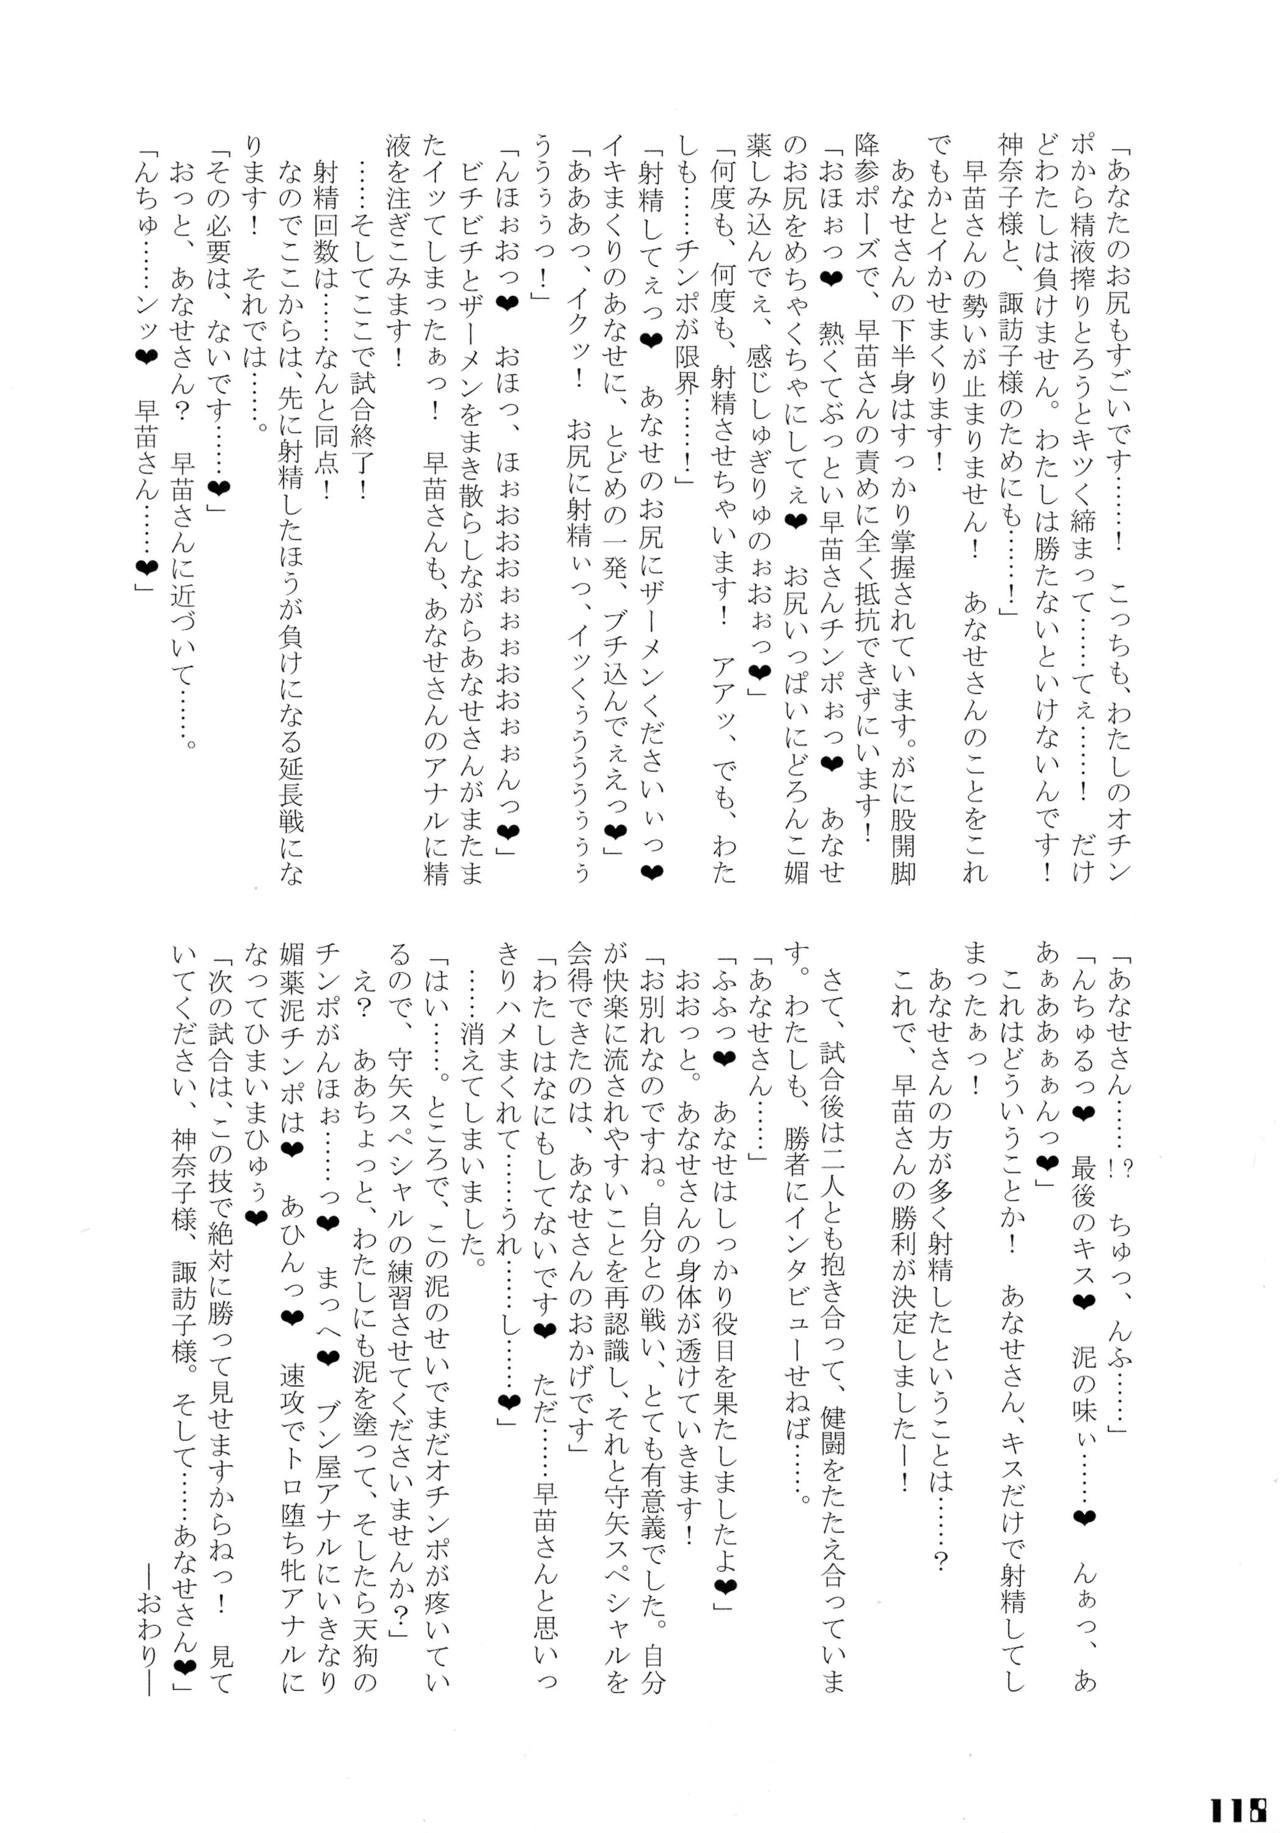 「あなたのお尻もすごいです……！　こっちも、わたしのオチン
ポから精液搾りとろうとキツく締まって……てぇ……！　だけ
どわたしは負けません。わたしは勝たないといけないんです！
神奈子様と、諏訪子様のためにも……！」
　早苗さんの勢いが止まりません！　あなせさんのことをこれ
でもかとイかせまくります！
　あなせさんの下半身はすっかり掌握されています。がに股開脚
降参ポーズで、早苗さんの責めに全く抵抗できずにいます！
「おほぉっ❤　熱くてぶっとい早苗さんチンポぉっ❤　あなせ
のお尻をめちゃくちゃにしてぇ❤　お尻いっぱいにどろんこ媚
薬しみ込んでぇ、感じしゅぎりゅのぉおぉっ❤」
「何度も、何度も、射精させちゃいます！　アアッ、でも、わた
しも……チンポが限界……！」
「射精してぇっ❤　あなせのお尻にザーメンくださいぃっ❤
イキまくりのあなせに、とどめの一発、ブチ込んでぇえっ❤」
「あああっ、イクッ！　お尻に射精ぃっ、イッくぅうううぅぅぅ
うううぅぅっ！」
「んほぉおっ❤　おほっ、ほぉおおおぉぉぉおおぉぉんっ❤」
　ビチビチとザーメンをまき散らしながらあなせさんがまたま
たイッてしまったぁっ！　早苗さんも、あなせさんのアナルに精
液を注ぎこみます！
　……そしてここで試合終了！
　射精回数は……なんと同点！
　なのでここからは、先に射精したほうが負けになる延長戦にな
ります！　それでは……。
「その必要は、ないです……❤」
　おっと、あなせさん？　早苗さんに近づいて……。
「んちゅ……ンッ❤　早苗さん……❤」
「あなせさん……！？　ちゅっ、んふ……」
「んちゅるっ❤　最後のキス❤　泥の味ぃ……❤　んぁっ、あ
あぁああぁぁんっ❤」
　これはどういうことか！　あなせさん、キスだけで射精してし
まったぁっ！
　あなせさんの方が多く射精したということは……？
　これで、早苗さんの勝利が決定しましたー！
　さて、試合後は二人とも抱き合って、健闘をたたえ合っていま
す。わたしも、勝者にインタビューせねば……。
「あなせさん……」
「ふふっ❤　あなせはしっかり役目を果たしましたよ❤」
　おおっと。あなせさんの身体が透けていきます！
「お別れなのですね。自分との戦い、とても有意義でした。自分
が快楽に流されやすいことを再認識し、それと守矢スペシャルを
会得できたのは、あなせさんのおかげです」
「わたしはなにもしてないです❤　ただ……早苗さんと思いっ
きりハメまくれて……うれ……し……❤」
　……消えてしまいました。
「はい……。ところで、この泥のせいでまだオチンポが疼いてい
るので、守矢スペシャルの練習させてくださいませんか？」
　え？　ああちょっと、わたしにも泥を塗って、そしたら天狗の
チンポがんほぉ……っ❤　まっへ❤　ブン屋アナルにいきなり
媚薬泥チンポは❤　あひんっ❤　速攻でトロ堕ち牝アナルに
なってひまいまひゅぅ❤
「次の試合は、この技で絶対に勝って見せますからねっ！　見て
いてください、神奈子様、諏訪子様。そして……あなせさん❤」
―おわり―
118